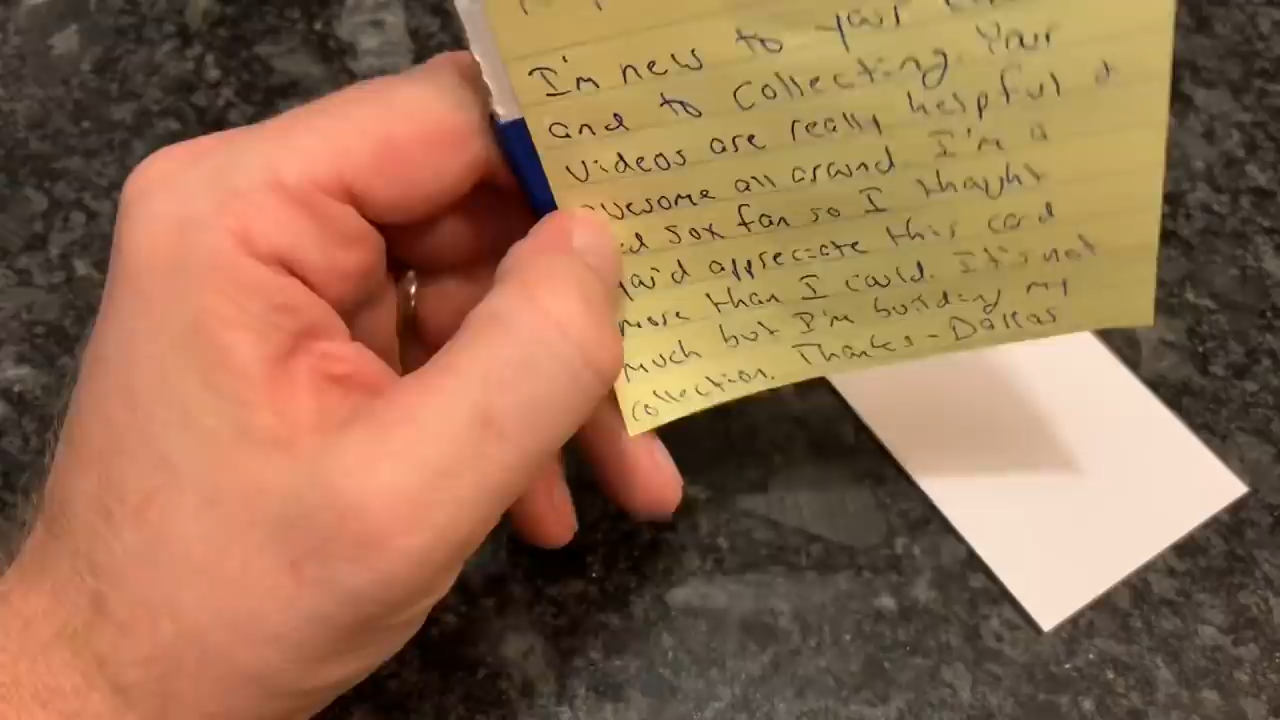 I'm new to your
and to collecting. Your
videos are really helpful &
awesome all around. I'm a
Sox fan so I thought
appreciate this card
more than I could. It's not
much but I'm building my
collection. Thanks - Dallas